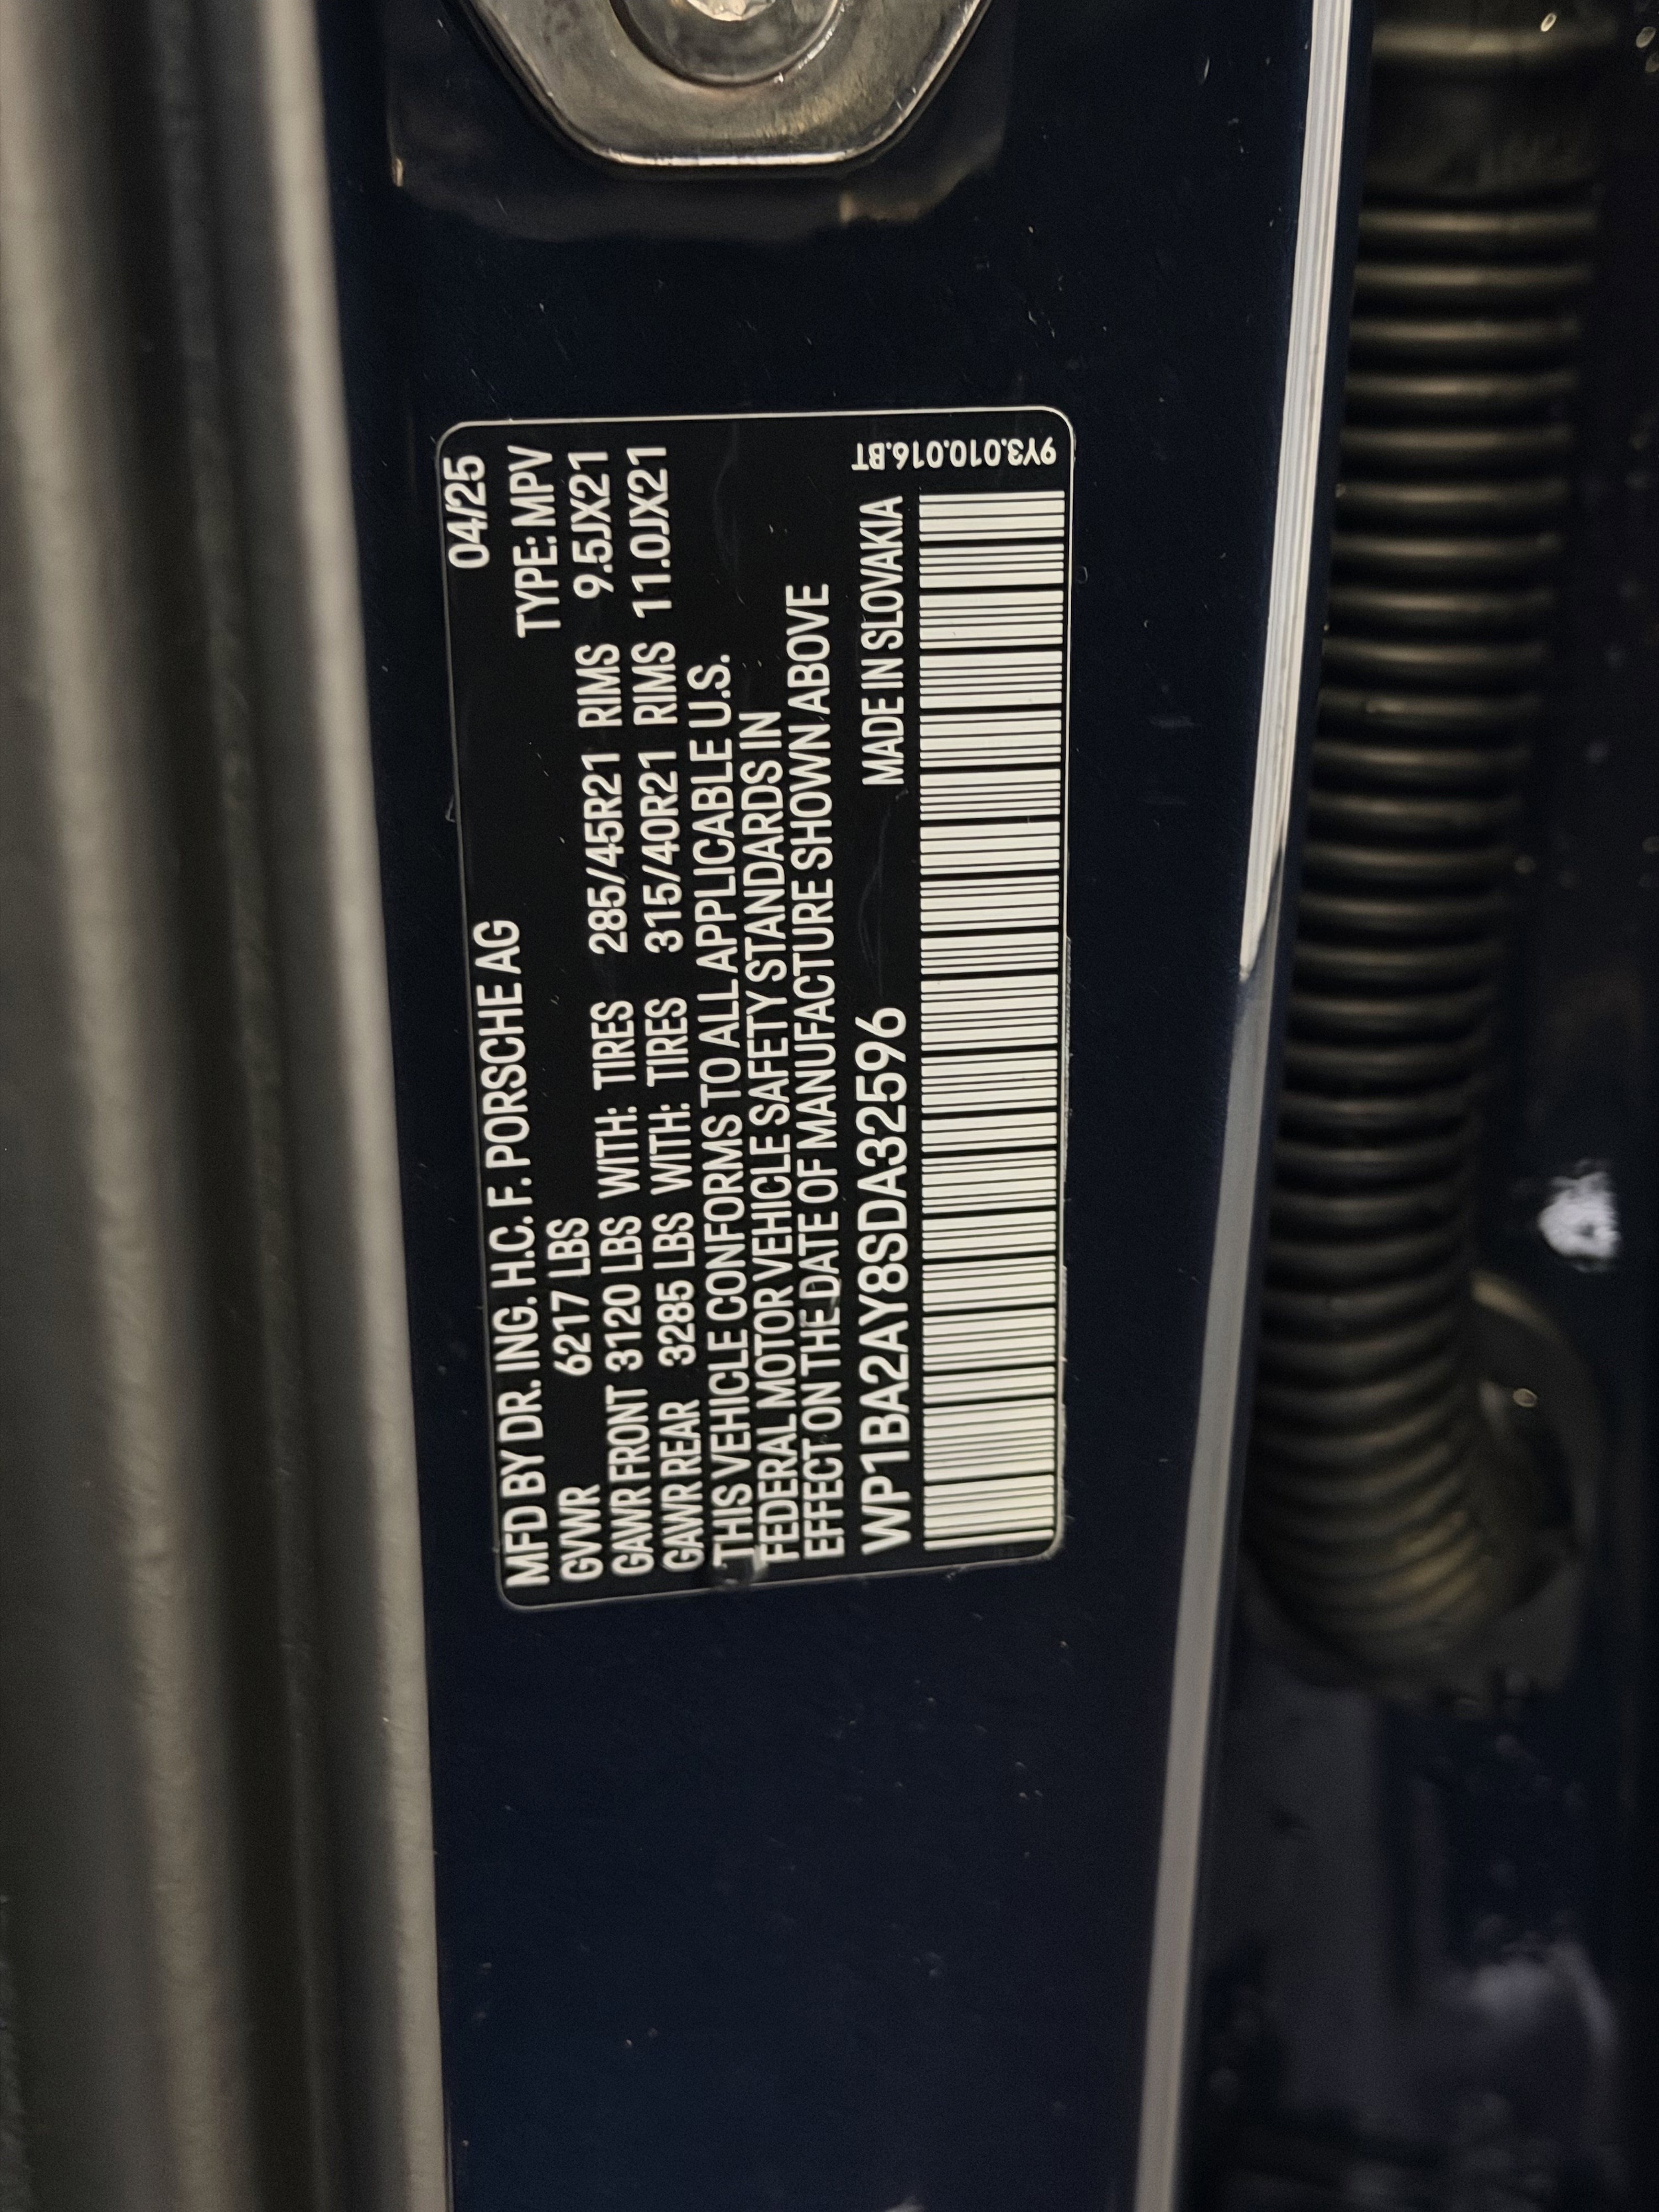 04/25
MFD BY DR. ING. H.C. F. PORSCHE AG TYPE: MPV
GVWR 6217 LBS
GAWR FRONT 3120 LBS WITH: TIRES 285/45R21 RIMS 9.5JX21
GAWR REAR 3285 LBS WITH: TIRES 315/40R21 RIMS 11.0JX21
THIS VEHICLE CONFORMS TO ALL APPLICABLE U.S.
FEDERAL MOTOR VEHICLE SAFETY STANDARDS IN
EFFECT ON THE DATE OF MANUFACTURE SHOWN ABOVE
WP1BA2AY8SDA32596 MADE IN SLOVAKIA
9Y3.010.016.BT